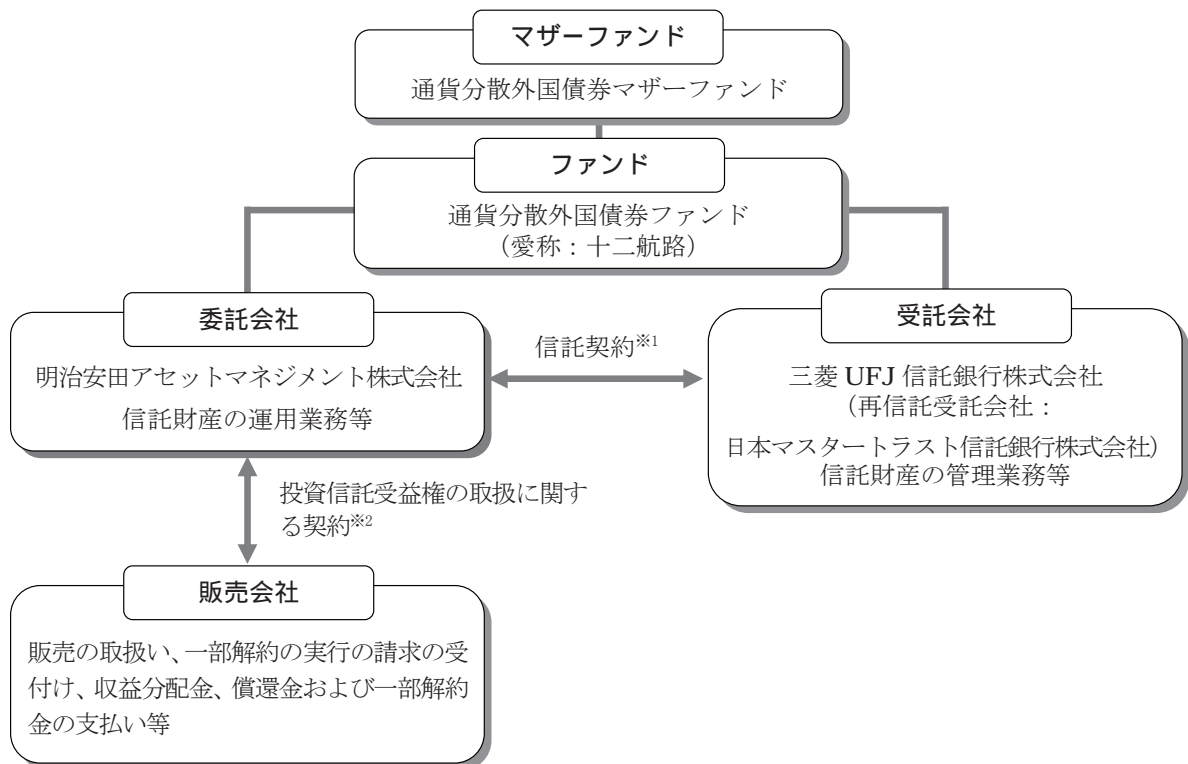 マザーファンド
通貨分散外国債券マザーファンド
ファンド
通貨分散外国債券ファンド
（愛称：十二航路）
委託会社
明治安田アセットマネジメント株式会社
信託財産の運用業務等
信託契約※1
受託会社
三菱 UFJ 信託銀行株式会社
（再信託受託会社：
日本マスタートラスト信託銀行株式会社）
信託財産の管理業務等
投資信託受益権の取扱に関す
る契約※2
販売会社
販売の取扱い、一部解約の実行の請求の受
付け、収益分配金、償還金および一部解約
金の支払い等